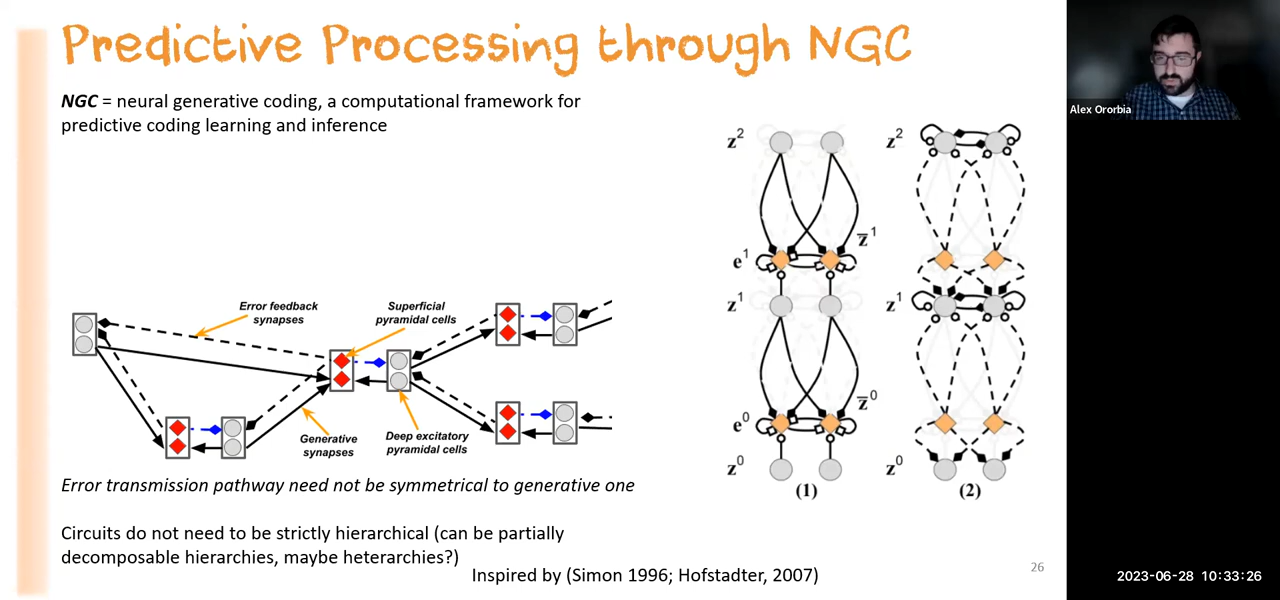 Predictive Processing through NGC
NGC = neural generative coding, a computational framework for
predictive coding learning and inference
Error feedback
synapses
Superficial
pyramidal cells
Generative
synapses
Deep excitatory
pyramidal cells
Error transmission pathway need not be symmetrical to generative one
Circuits do not need to be strictly hierarchical (can be partially
decomposable hierarchies, maybe heterarchies?)
Inspired by (Simon 1996; Hofstadter, 2007)
z²
z̅¹
e¹
z¹
z̅⁰
e⁰
z⁰
(1)
z²
z¹
z⁰
(2)
26
Alex Ororbia
2023-06-28 10:33:26